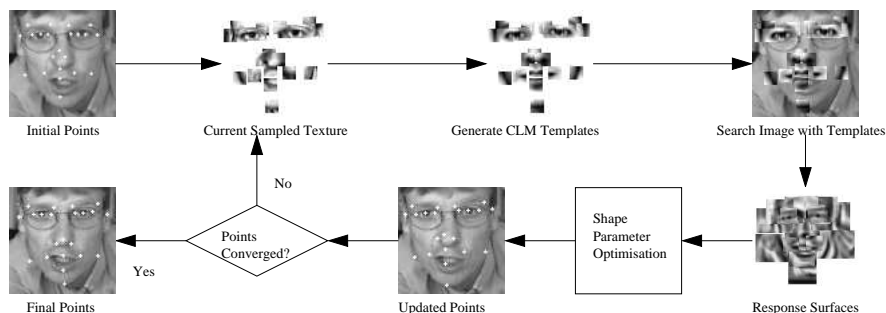 Initial Points
Current Sampled Texture
Generate CLM Templates
Search Image with Templates
No
Shape
Parameter
Optimisation
Points
Converged?
Yes
Final Points
Updated Points
Response Surfaces